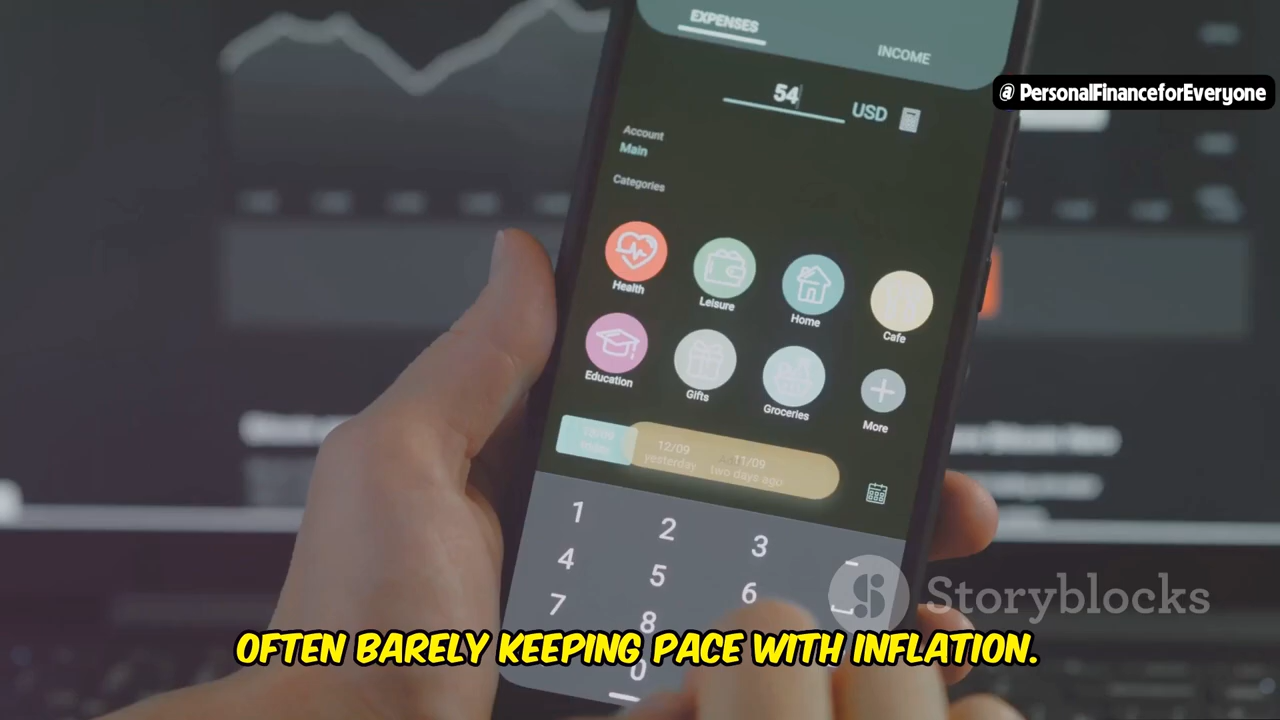 EXPENSES
INCOME
@ PersonalFinanceforEveryone
54
USD
Account
Main
Categories
Health
Leisure
Home
Cafe
Education
Gifts
Groceries
More
12/09
yesterday
11/09
two days ago
1 2 3
4 5 6
7 8
0
Storyblocks
OFTEN BARELY KEEPING PACE WITH INFLATION.